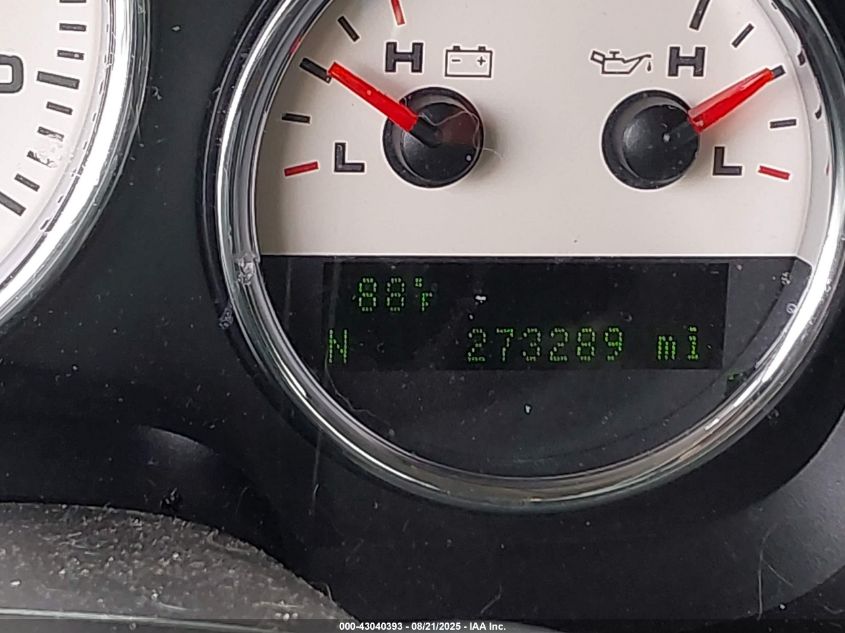 H H
L L
88°F
N 273289 mi
000-43040393 - 08/21/2025 - IAA Inc.